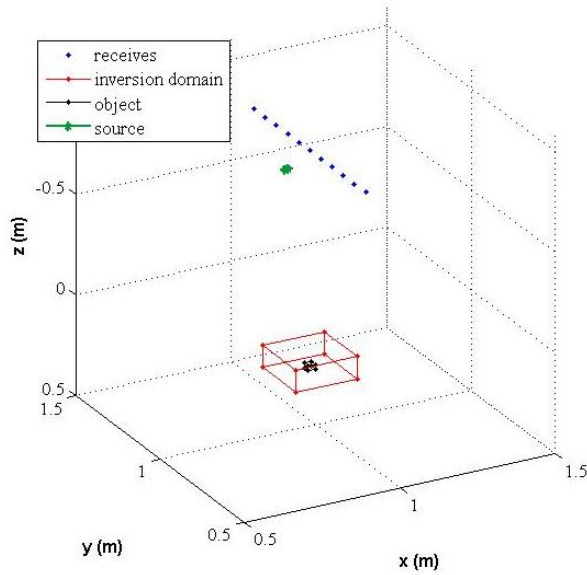 receives
inversion domain
object
source
-0.5
0
0.5
1.5
1
0.5
0.5
1
1.5
z (m)
y (m)
x (m)